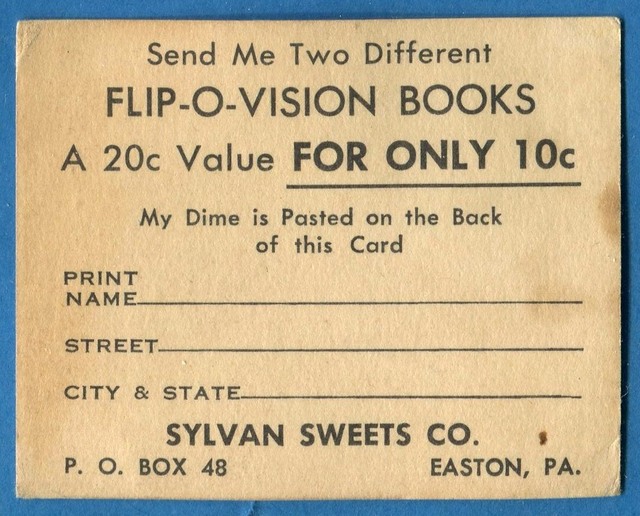 Send Me Two Different
FLIP-O-VISION BOOKS
A 20c Value FOR ONLY 10c
My Dime is Pasted on the Back
of this Card
PRINT
NAME
STREET
CITY & STATE
SYLVAN SWEETS CO.
P. O. BOX 48 EASTON, PA.